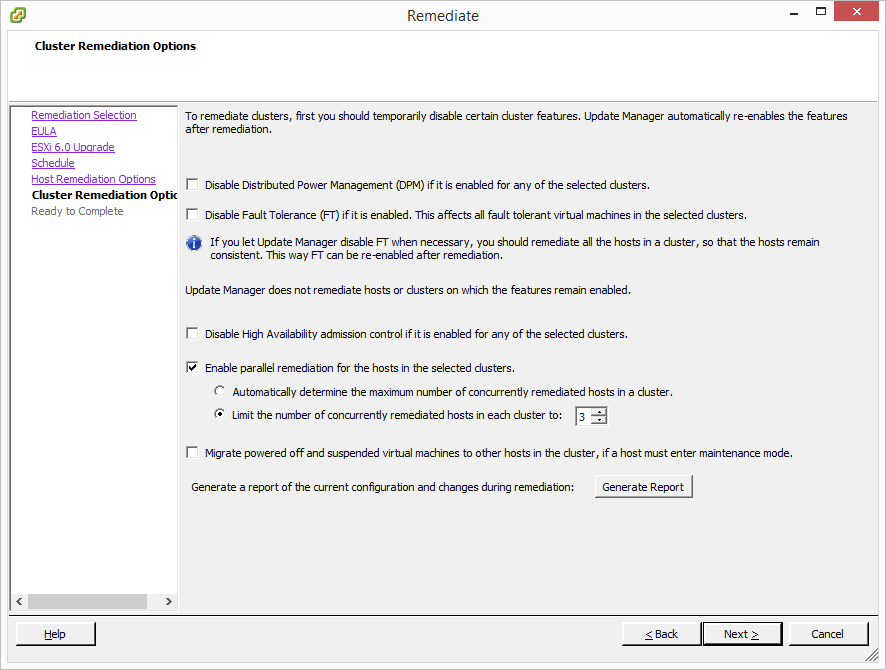 Remediate
Cluster Remediation Options
Remediation Selection
EULA
ESXi 6.0 Upgrade
Schedule
Host Remediation Options
Cluster Remediation Optic
Ready to Complete
To remediate clusters, first you should temporarily disable certain cluster features. Update Manager automatically re-enables the features
after remediation.
Disable Distributed Power Management (DPM) if it is enabled for any of the selected clusters.
Disable Fault Tolerance (FT) if it is enabled. This affects all fault tolerant virtual machines in the selected clusters.
If you let Update Manager disable FT when necessary, you should remediate all the hosts in a cluster, so that the hosts remain
consistent. This way FT can be re-enabled after remediation.
Update Manager does not remediate hosts or clusters on which the features remain enabled.
Disable High Availability admission control if it is enabled for any of the selected clusters.
Enable parallel remediation for the hosts in the selected clusters.
Automatically determine the maximum number of concurrently remediated hosts in a cluster.
Limit the number of concurrently remediated hosts in each cluster to: 3
Migrate powered off and suspended virtual machines to other hosts in the cluster, if a host must enter maintenance mode.
Generate a report of the current configuration and changes during remediation: Generate Report
Help < Back Next > Cancel